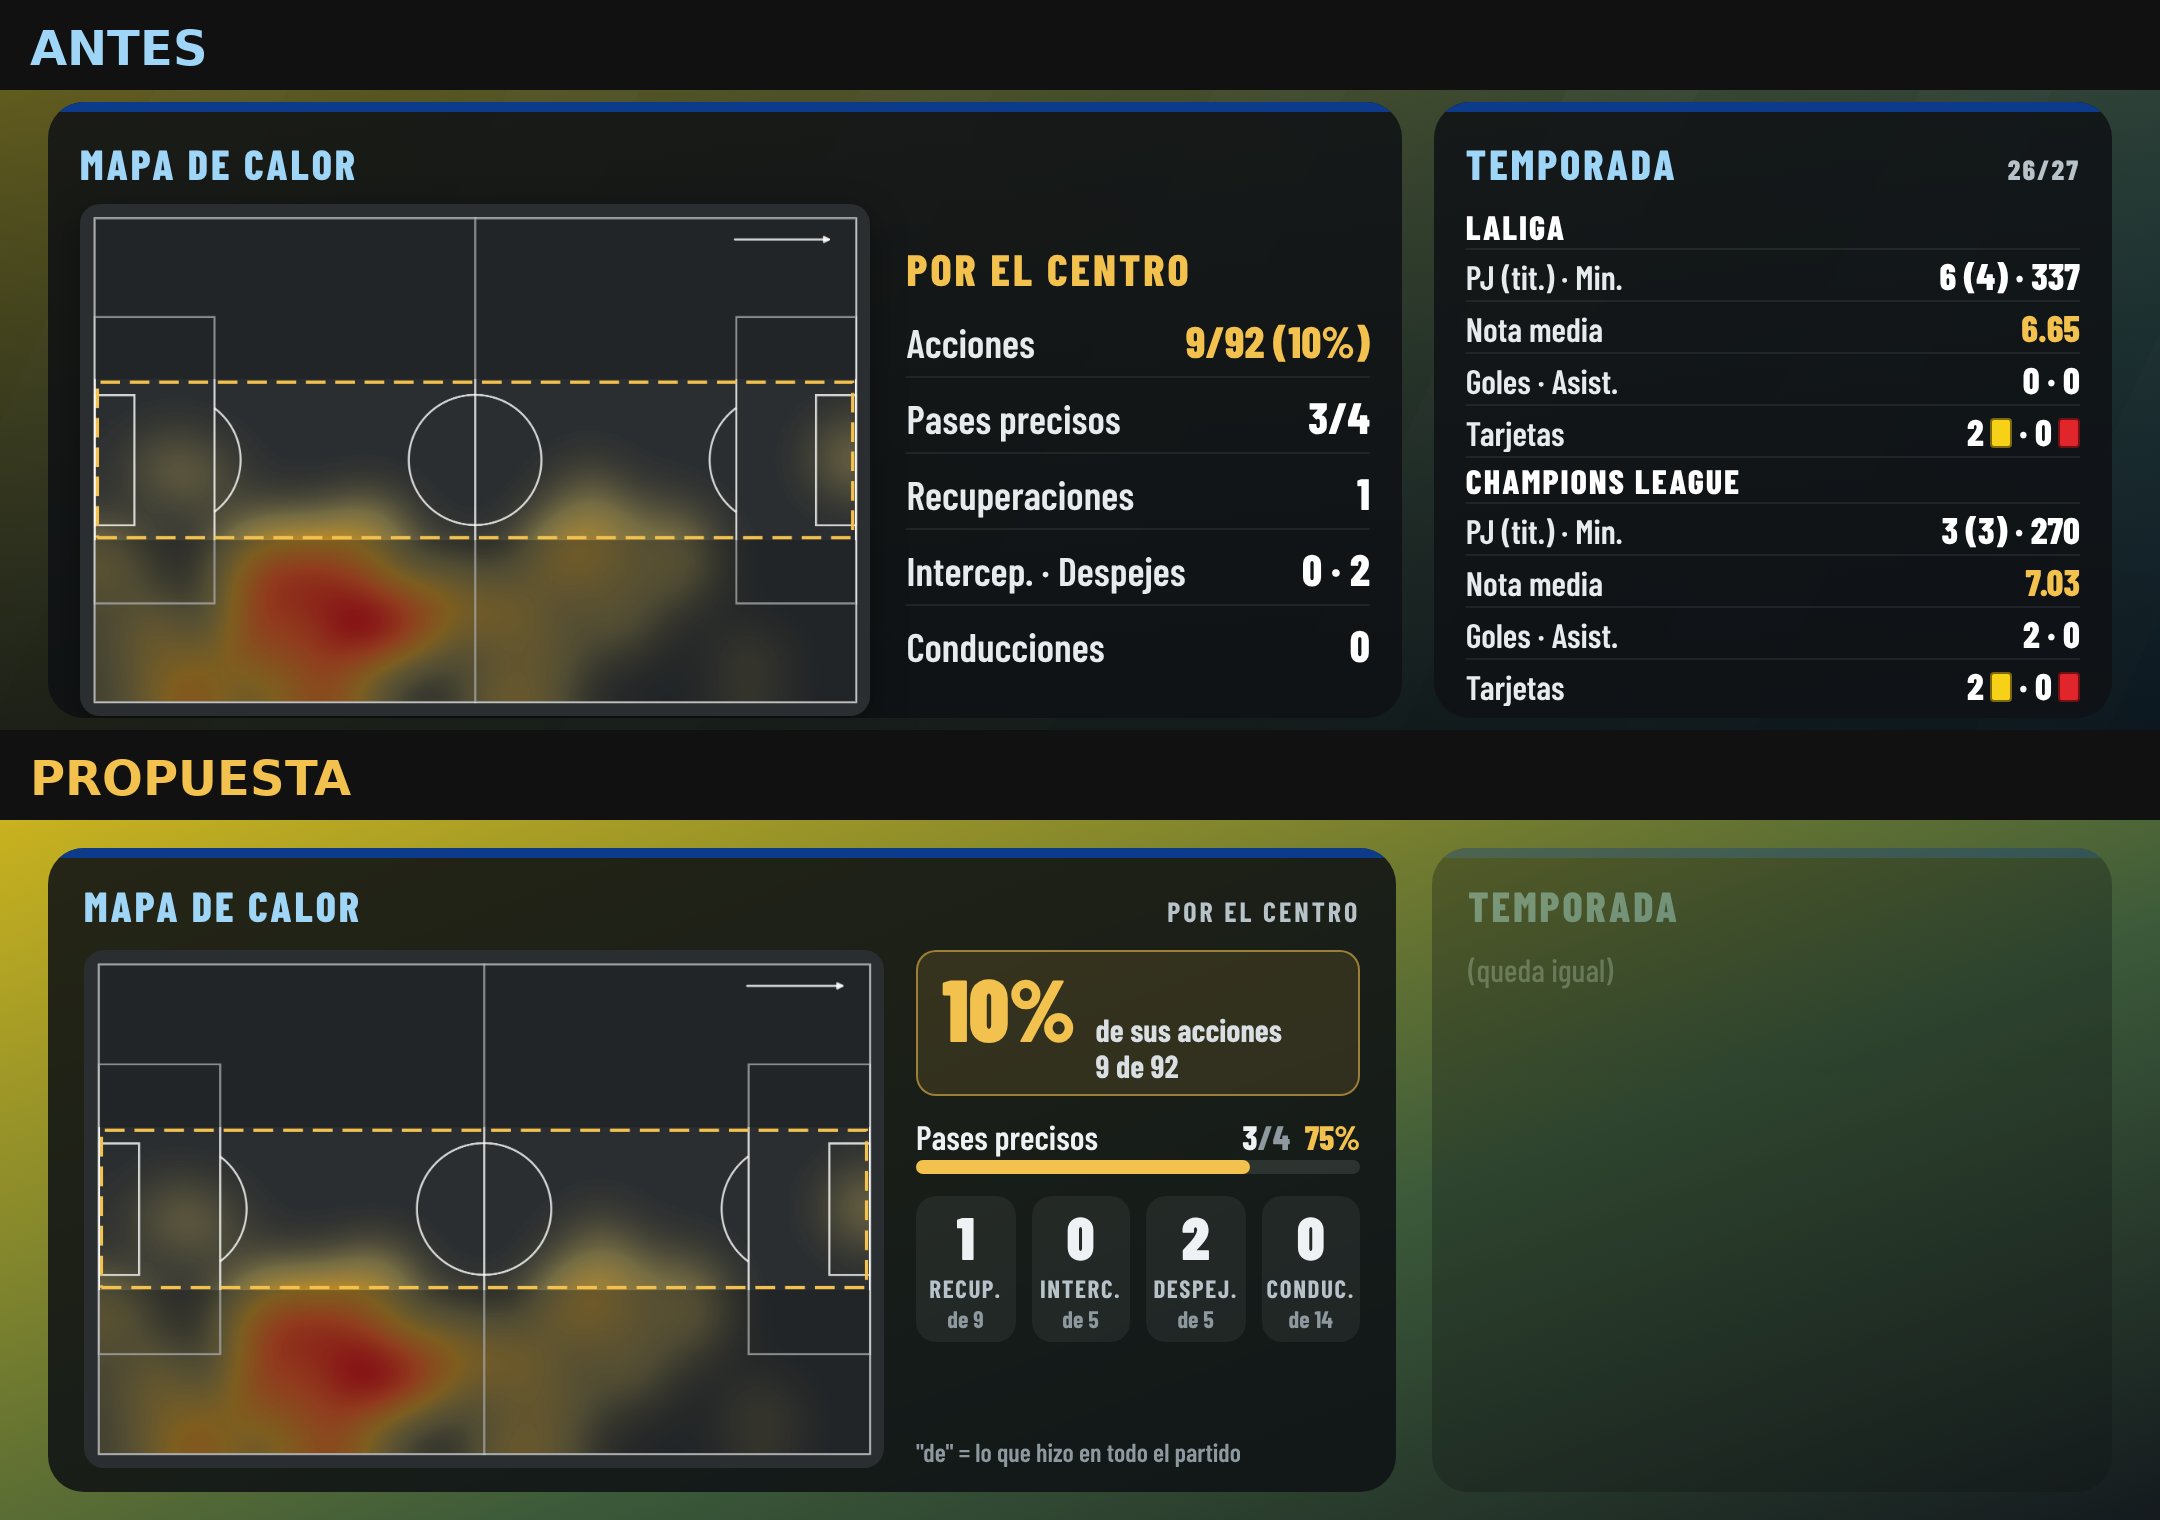 ANTES
MAPA DE CALOR
POR EL CENTRO
Acciones 9/92 (10%)
Pases precisos 3/4
Recuperaciones 1
Intercep. · Despejes 0 · 2
Conducciones 0
TEMPORADA 26/27
LALIGA
PJ (tit.) · Min. 6 (4) · 337
Nota media 6.65
Goles · Asist. 0 · 0
Tarjetas 2 · 0
CHAMPIONS LEAGUE
PJ (tit.) · Min. 3 (3) · 270
Nota media 7.03
Goles · Asist. 2 · 0
Tarjetas 2 · 0
PROPUESTA
MAPA DE CALOR
POR EL CENTRO
10% de sus acciones
9 de 92
Pases precisos 3/4 75%
1 0 2 0
RECUP. INTERC. DESPEJ. CONDUC.
de 9 de 5 de 5 de 14
"de" = lo que hizo en todo el partido
TEMPORADA
(queda igual)